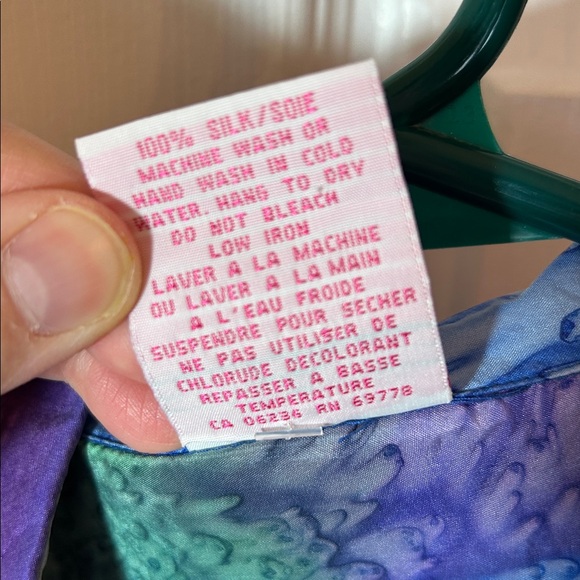 100% SILK/SOIE
MACHINE WASH OR
HAND WASH IN COLD
WATER. HANG TO DRY
DO NOT BLEACH
LOW IRON
LAVER A LA MACHINE
OU LAVER A LA MAIN
A L'EAU FROIDE
SUSPENDRE POUR SECHER
NE PAS UTILISER DE
CHLORUDE DECOLORANT
REPASSER A BASSE
TEMPERATURE
CA 06236 RN 69778